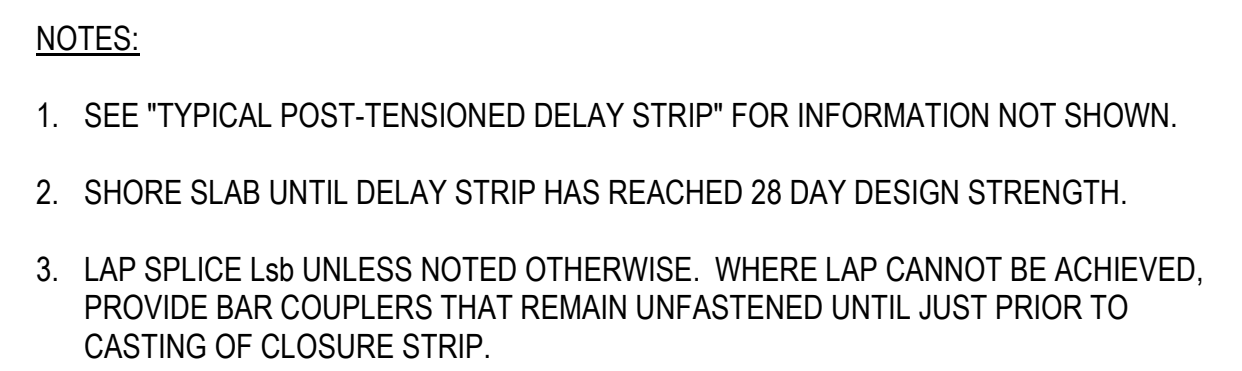 NOTES:
1. SEE "TYPICAL POST-TENSIONED DELAY STRIP" FOR INFORMATION NOT SHOWN.
2. SHORE SLAB UNTIL DELAY STRIP HAS REACHED 28 DAY DESIGN STRENGTH.
3. LAP SPLICE Lsb UNLESS NOTED OTHERWISE. WHERE LAP CANNOT BE ACHIEVED,
PROVIDE BAR COUPLERS THAT REMAIN UNFASTENED UNTIL JUST PRIOR TO
CASTING OF CLOSURE STRIP.